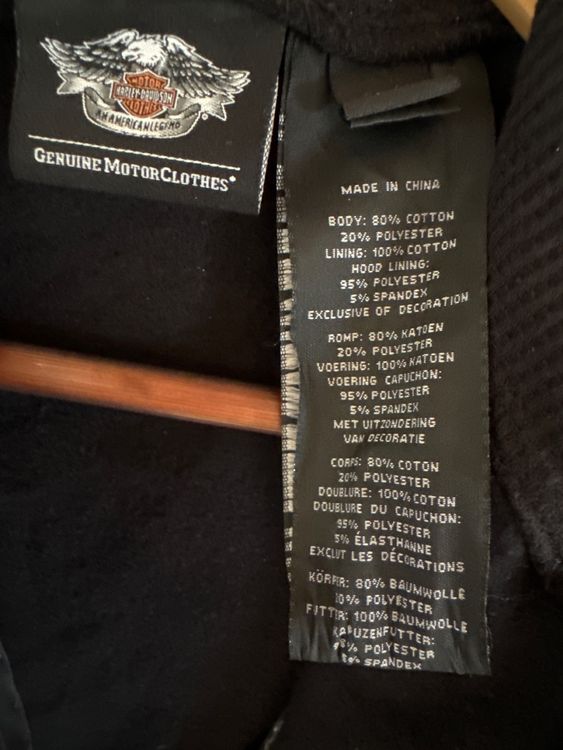 MOTOR
HARLEY-DAVIDSON
CLOTHES
AN AMERICAN LEGEND
GENUINE MOTORCLOTHES®
MADE IN CHINA
BODY: 80% COTTON
20% POLYESTER
LINING: 100% COTTON
HOOD LINING:
95% POLYESTER
5% SPANDEX
EXCLUSIVE OF DECORATION
ROMP: 80% KATOEN
20% POLYESTER
VOERING: 100% KATOEN
VOERING CAPUCHON:
95% POLYESTER
5% SPANDEX
MET UITZONDERING
VAN DECORATIE
CORPS: 80% COTON
20% POLYESTER
DOUBLURE: 100% COTON
DOUBLURE DU CAPUCHON:
95% POLYESTER
5% ÉLASTHANNE
EXCLUT LES DÉCORATIONS
KÖRPER: 80% BAUMWOLLE
20% POLYESTER
FUTTER: 100% BAUMWOLLE
KAPUZENFUTTER:
95% POLYESTER
5% SPANDEX